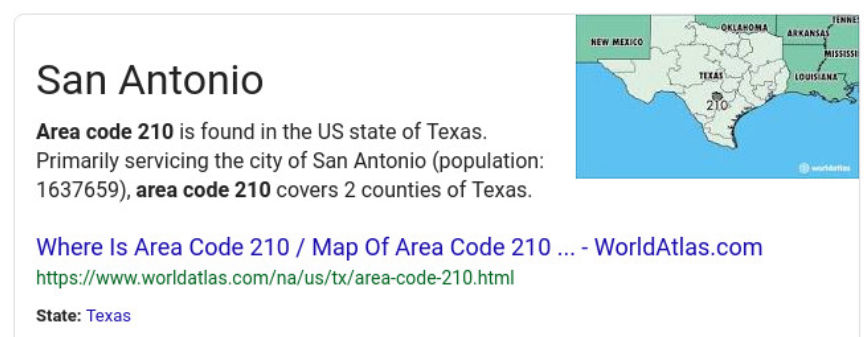 San Antonio
Area code 210 is found in the US state of Texas.
Primarily servicing the city of San Antonio (population:
1637659), area code 210 covers 2 counties of Texas.
Where Is Area Code 210 / Map Of Area Code 210 ... - WorldAtlas.com
https://www.worldatlas.com/na/us/tx/area-code-210.html
State: Texas
NEW MEXICO
OKLAHOMA
ARKANSAS
TENNE
MISSISSI
TEXAS
LOUISIANA
210
worldatlas